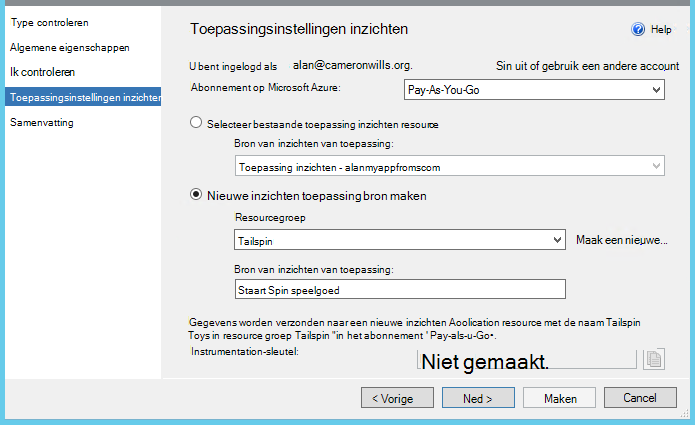 Type controleren
Algemene eigenschappen
Ik controleren
Toepassingsinstellingen inzichten
Samenvatting
Toepassingsinstellingen inzichten
Help
U bent ingelogd als alan@cameronwills.org. Sin uit of gebruik een andere account
Abonnement op Microsoft Azure: Pay-As-You-Go
Selecteer bestaande toepassing inzichten resource
Bron van inzichten van toepassing:
Toepassing inzichten - alanmyappfromscom
Nieuwe inzichten toepassing bron maken
Resourcegroep
Tailspin Maak een nieuwe...
Bron van inzichten van toepassing:
Staart Spin speelgoed
Gegevens worden verzonden naar een nieuwe inzichten Aoolication resource met de naam Tailspin
Toys in resource groep Tailspin "in het abonnement ' Pay-als-u-Go•.
Instrumentation-sleutel: Niet gemaakt.
< Vorige Ned > Maken Cancel